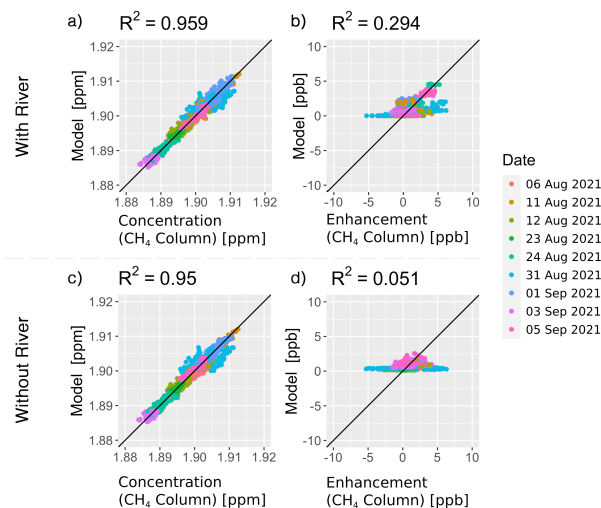 a) R² = 0.959
b) R² = 0.294
With River
Model [ppm]
1.92
1.91
1.90
1.89
1.88
1.88 1.89 1.90 1.91 1.92
Concentration
(CH₄ Column) [ppm]
Model [ppb]
10
5
0
-5
-10
-10 -5 0 5 10
Enhancement
(CH₄ Column) [ppb]
Date
06 Aug 2021
11 Aug 2021
12 Aug 2021
23 Aug 2021
24 Aug 2021
31 Aug 2021
01 Sep 2021
03 Sep 2021
05 Sep 2021
c) R² = 0.95
d) R² = 0.051
Without River
Model [ppm]
1.92
1.91
1.90
1.89
1.88
1.88 1.89 1.90 1.91 1.92
Concentration
(CH₄ Column) [ppm]
Model [ppb]
10
5
0
-5
-10
-10 -5 0 5 10
Enhancement
(CH₄ Column) [ppb]